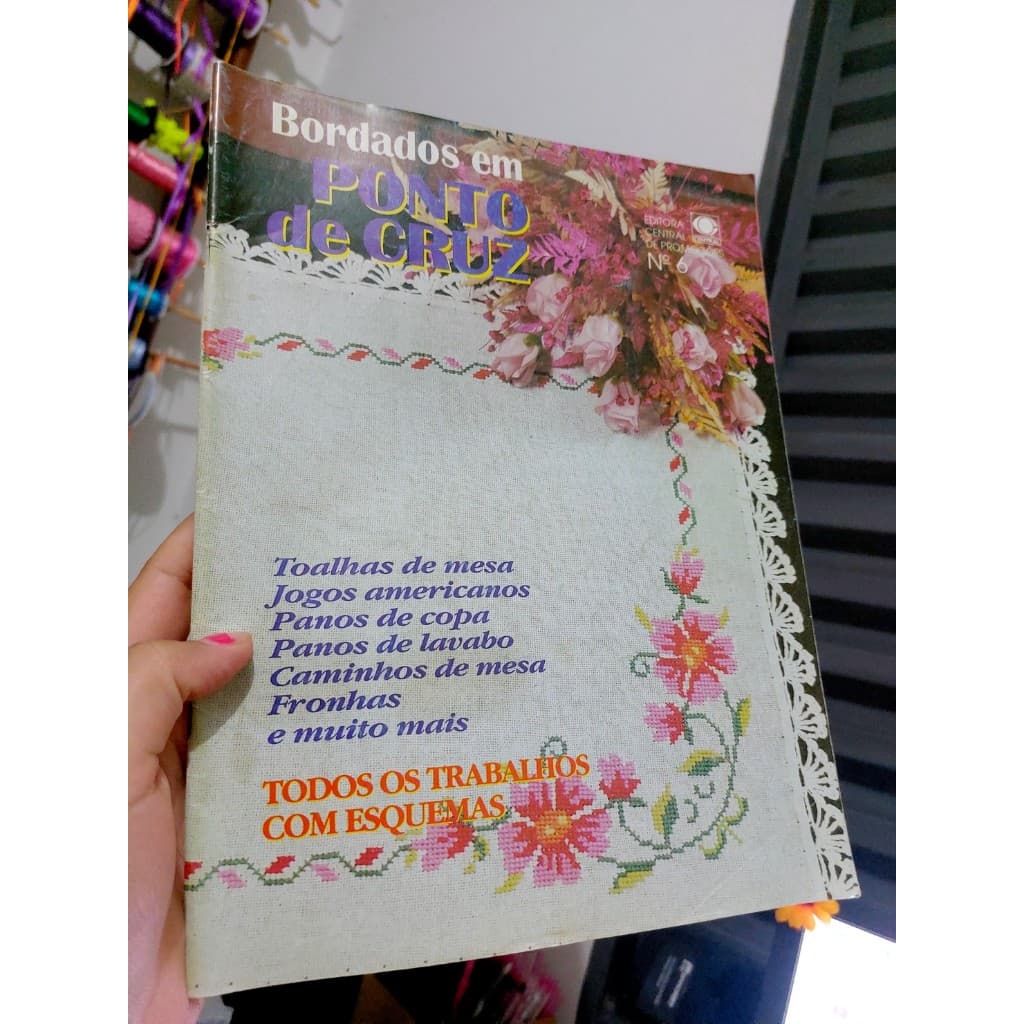 Bordados em
PONTO
de CRUZ
EDITORA
CENTRAL
DE
Nº 6
Toalhas de mesa
Jogos americanos
Panos de copa
Panos de lavabo
Caminhos de mesa
Fronhas
e muito mais
TODOS OS TRABALHOS
COM ESQUEMAS